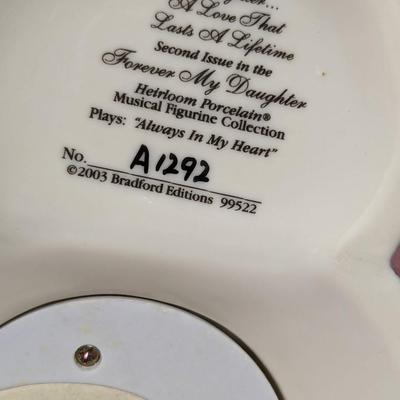 A Love That
Lasts A Lifetime
Second Issue in the
Forever My Daughter
Heirloom Porcelain®
Musical Figurine Collection
Plays: "Always In My Heart"
No. A1292
©2003 Bradford Editions 99522